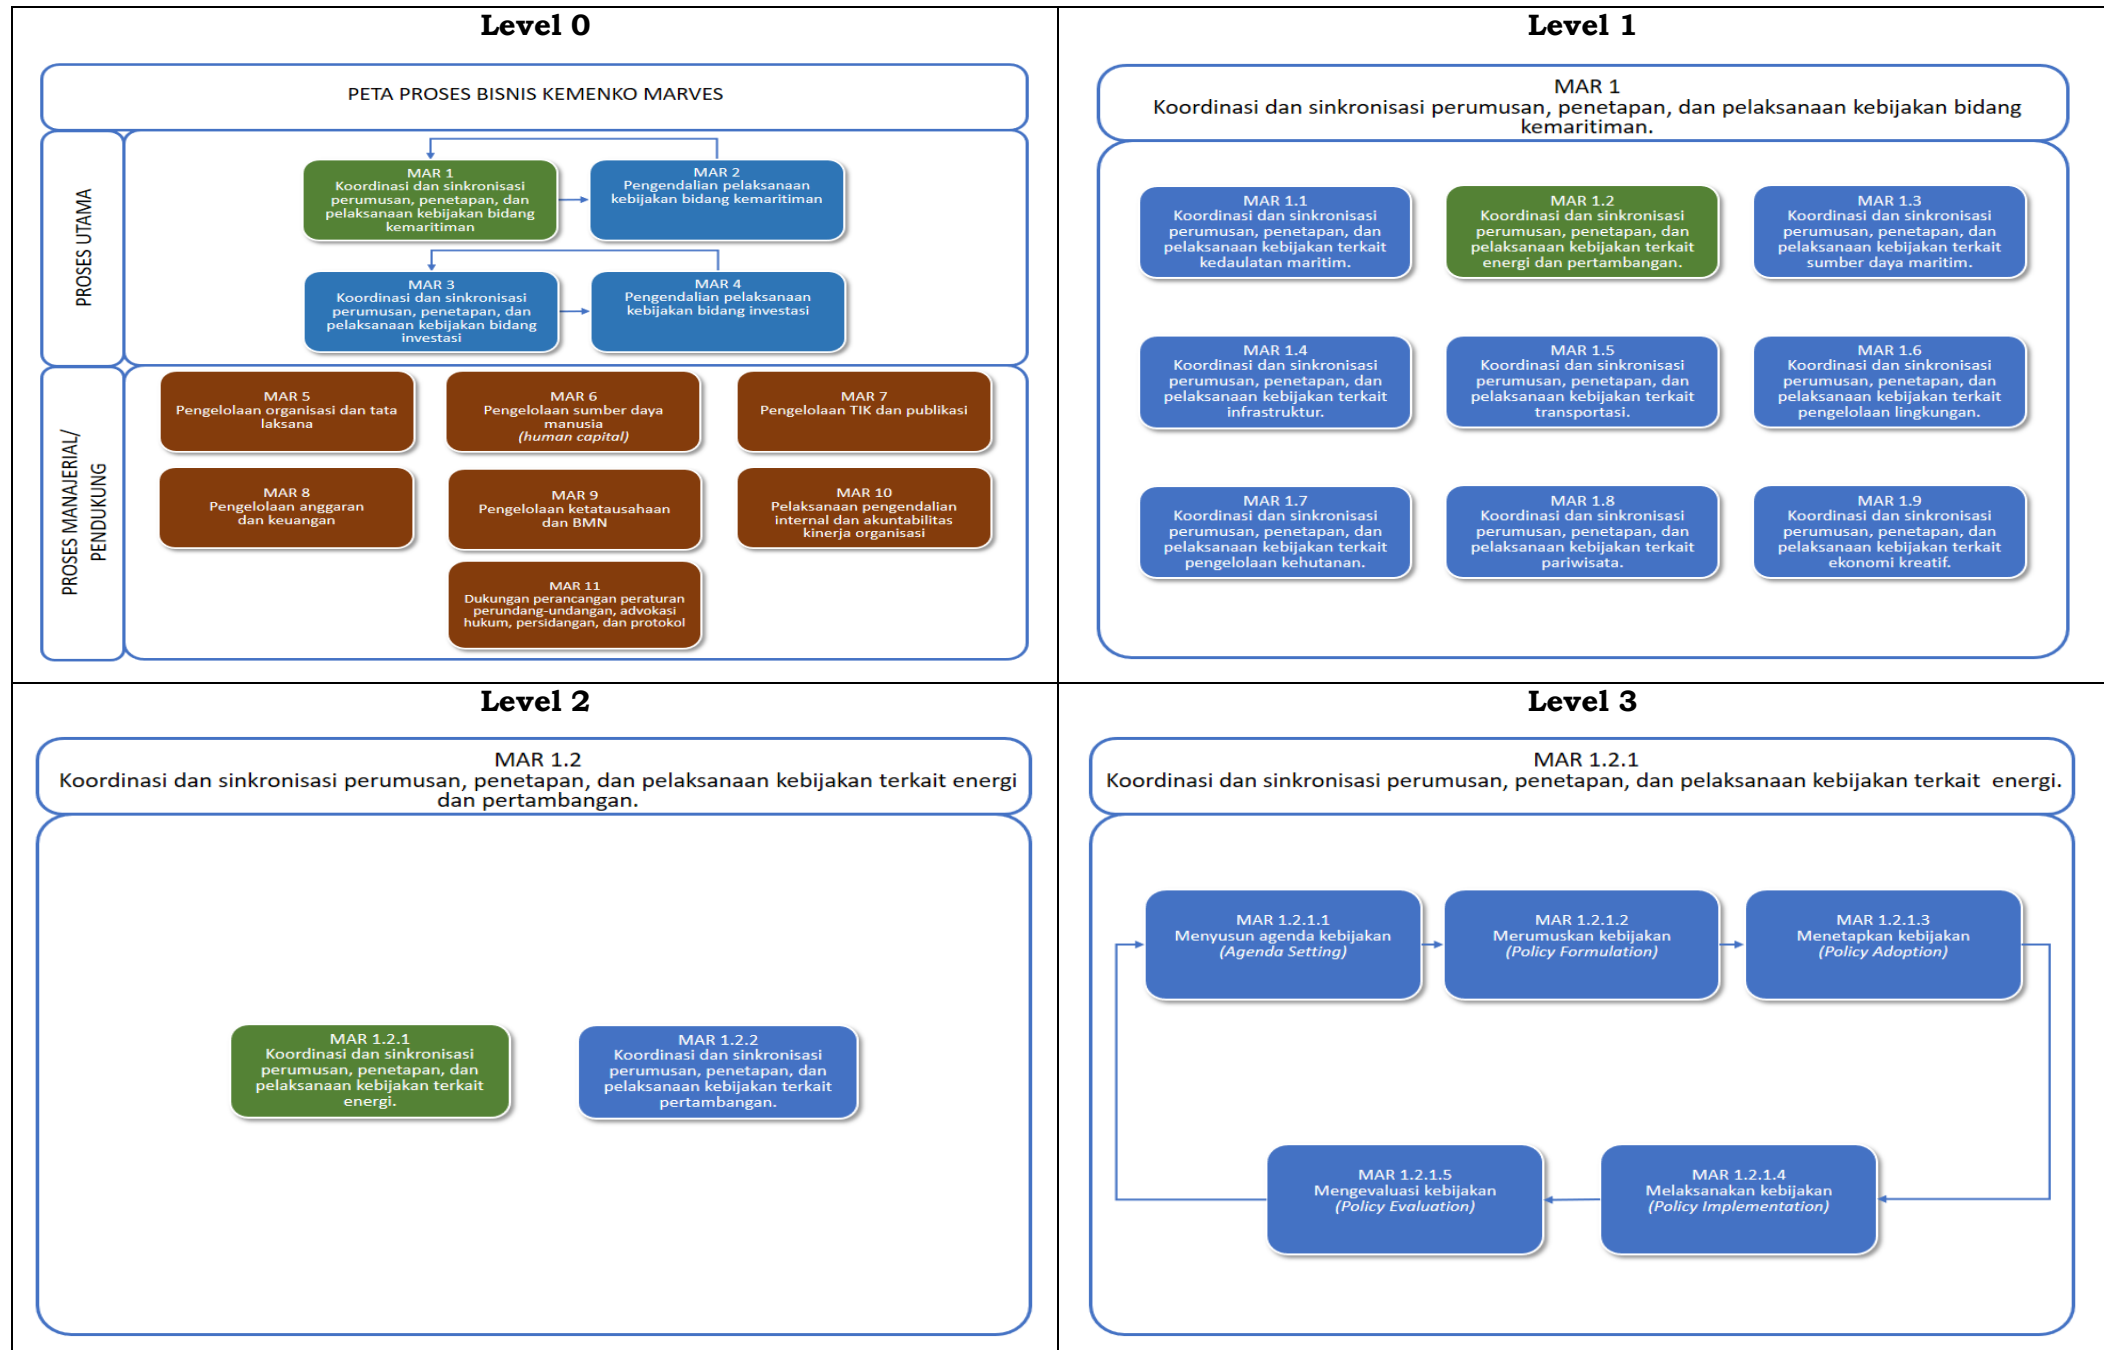 Level 0
PETA PROSES BISNIS KEMENKO MARVES
PROSES UTAMA
MAR 1
Koordinasi dan sinkronisasi
perumusan, penetapan, dan
pelaksanaan kebijakan bidang
kemaritiman
MAR 2
Pengendalian pelaksanaan
kebijakan bidang kemaritiman
MAR 3
Koordinasi dan sinkronisasi
perumusan, penetapan, dan
pelaksanaan kebijakan bidang
investasi
MAR 4
Pengendalian pelaksanaan
kebijakan bidang investasi
PROSES MANAJERIAL/
PENDUKUNG
MAR 5
Pengelolaan organisasi dan tata
laksana
MAR 6
Pengelolaan sumber daya
manusia
(human capital)
MAR 7
Pengelolaan TIK dan publikasi
MAR 8
Pengelolaan anggaran
dan keuangan
MAR 9
Pengelolaan ketatausahaan
dan BMN
MAR 10
Pelaksanaan pengendalian
internal dan akuntabilitas
kinerja organisasi
MAR 11
Dukungan perancangan peraturan
perundang-undangan, advokasi
hukum, persidangan, dan protokol
Level 1
MAR 1
Koordinasi dan sinkronisasi perumusan, penetapan, dan pelaksanaan kebijakan bidang
kemaritiman.
MAR 1.1
Koordinasi dan sinkronisasi
perumusan, penetapan, dan
pelaksanaan kebijakan terkait
kedaulatan maritim.
MAR 1.2
Koordinasi dan sinkronisasi
perumusan, penetapan, dan
pelaksanaan kebijakan terkait
energi dan pertambangan.
MAR 1.3
Koordinasi dan sinkronisasi
perumusan, penetapan, dan
pelaksanaan kebijakan terkait
sumber daya maritim.
MAR 1.4
Koordinasi dan sinkronisasi
perumusan, penetapan, dan
pelaksanaan kebijakan terkait
infrastruktur.
MAR 1.5
Koordinasi dan sinkronisasi
perumusan, penetapan, dan
pelaksanaan kebijakan terkait
transportasi.
MAR 1.6
Koordinasi dan sinkronisasi
perumusan, penetapan, dan
pelaksanaan kebijakan terkait
pengelolaan lingkungan.
MAR 1.7
Koordinasi dan sinkronisasi
perumusan, penetapan, dan
pelaksanaan kebijakan terkait
pengelolaan kehutanan.
MAR 1.8
Koordinasi dan sinkronisasi
perumusan, penetapan, dan
pelaksanaan kebijakan terkait
pariwisata.
MAR 1.9
Koordinasi dan sinkronisasi
perumusan, penetapan, dan
pelaksanaan kebijakan terkait
ekonomi kreatif.
Level 2
MAR 1.2
Koordinasi dan sinkronisasi perumusan, penetapan, dan pelaksanaan kebijakan terkait energi
dan pertambangan.
MAR 1.2.1
Koordinasi dan sinkronisasi
perumusan, penetapan, dan
pelaksanaan kebijakan terkait
energi.
MAR 1.2.2
Koordinasi dan sinkronisasi
perumusan, penetapan, dan
pelaksanaan kebijakan terkait
pertambangan.
Level 3
MAR 1.2.1
Koordinasi dan sinkronisasi perumusan, penetapan, dan pelaksanaan kebijakan terkait energi.
MAR 1.2.1.1
Menyusun agenda kebijakan
(Agenda Setting)
MAR 1.2.1.2
Merumuskan kebijakan
(Policy Formulation)
MAR 1.2.1.3
Menetapkan kebijakan
(Policy Adoption)
MAR 1.2.1.5
Mengevaluasi kebijakan
(Policy Evaluation)
MAR 1.2.1.4
Melaksanakan kebijakan
(Policy Implementation)